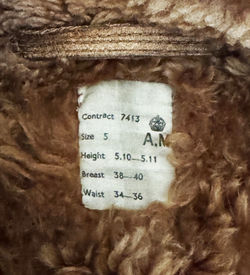 Contract 7413
Size 5 A.M
Height 5.10—5.11
Breast 38—40
Waist 34—36